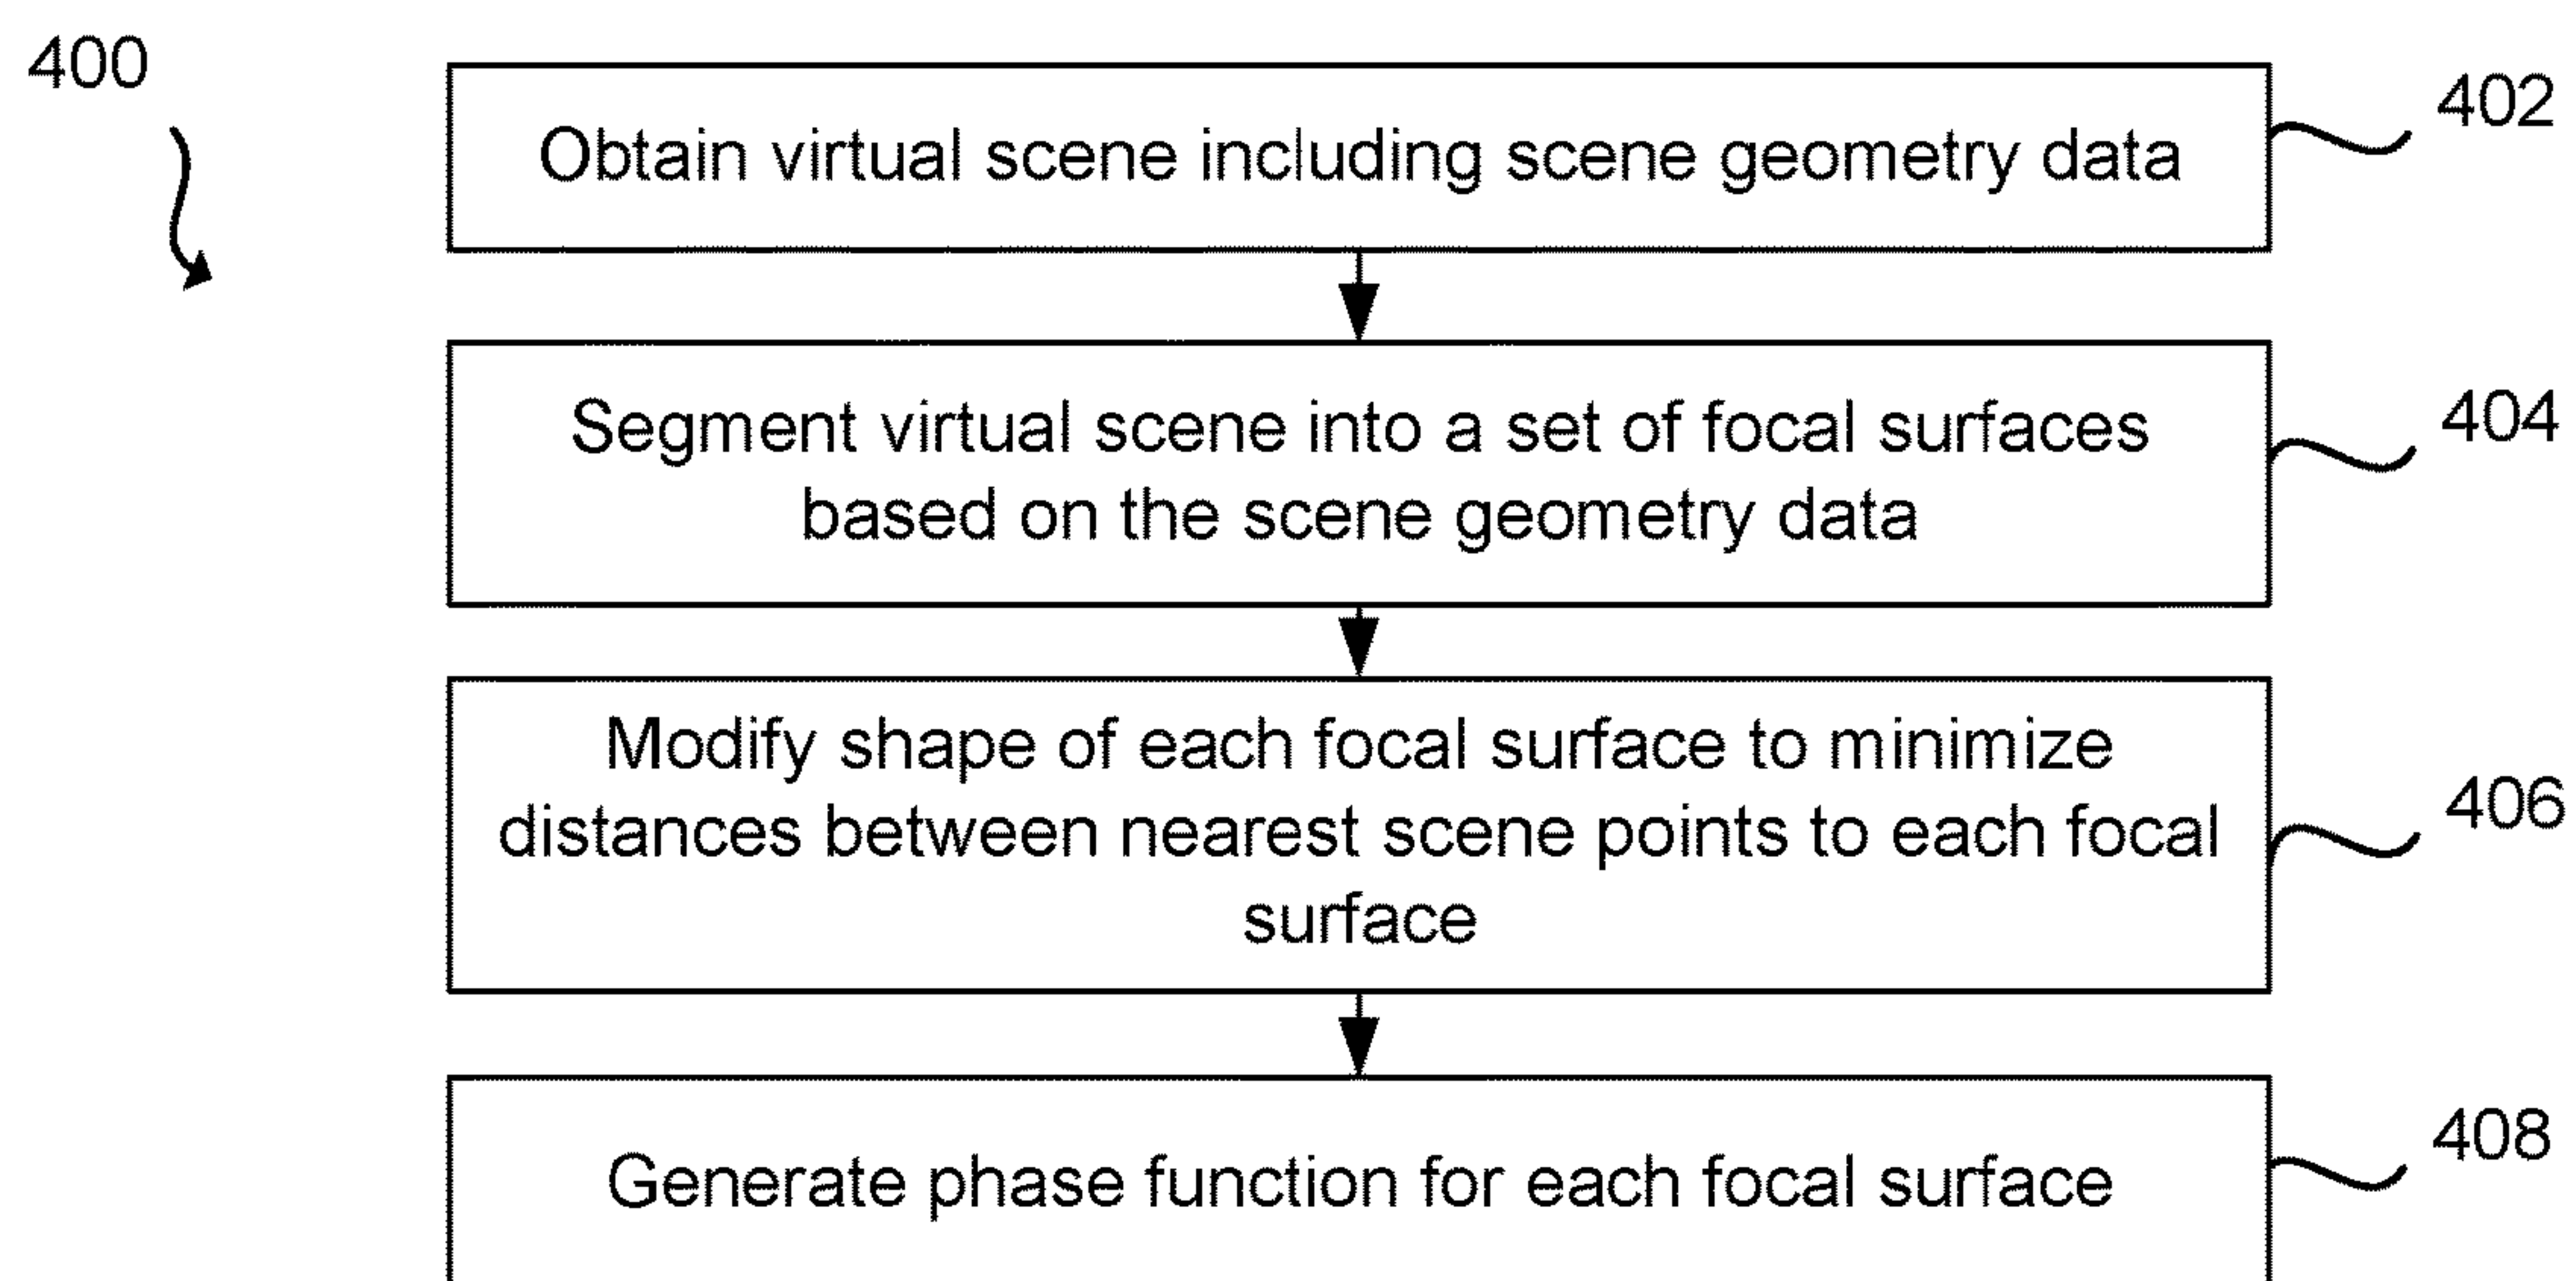 400
Obtain virtual scene including scene geometry data
402
Segment virtual scene into a set of focal surfaces
based on the scene geometry data
404
Modify shape of each focal surface to minimize
distances between nearest scene points to each focal
surface
406
Generate phase function for each focal surface
408